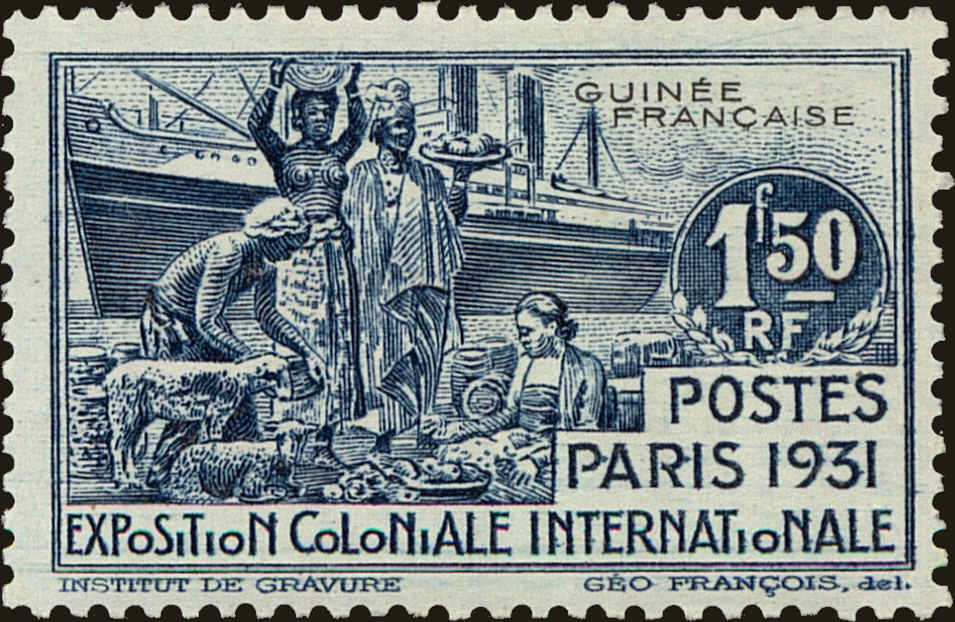 GUINÉE
FRANÇAISE
1f50
RF
POSTES
PARIS 1931
EXPOSITION COLONIALE INTERNATIONALE
INSTITUT DE GRAVURE GÉO FRANÇOIS, del.